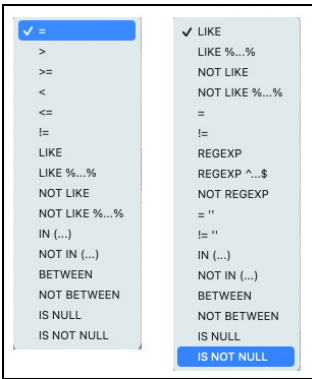 ✓ =
>
>=
<
<=
!=
LIKE
LIKE %...%
NOT LIKE
NOT LIKE %...%
IN (...)
NOT IN (...)
BETWEEN
NOT BETWEEN
IS NULL
IS NOT NULL
✓ LIKE
LIKE %...%
NOT LIKE
NOT LIKE %...%
=
!=
REGEXP
REGEXP ^...$
NOT REGEXP
= ''
!= ''
IN (...)
NOT IN (...)
BETWEEN
NOT BETWEEN
IS NULL
IS NOT NULL